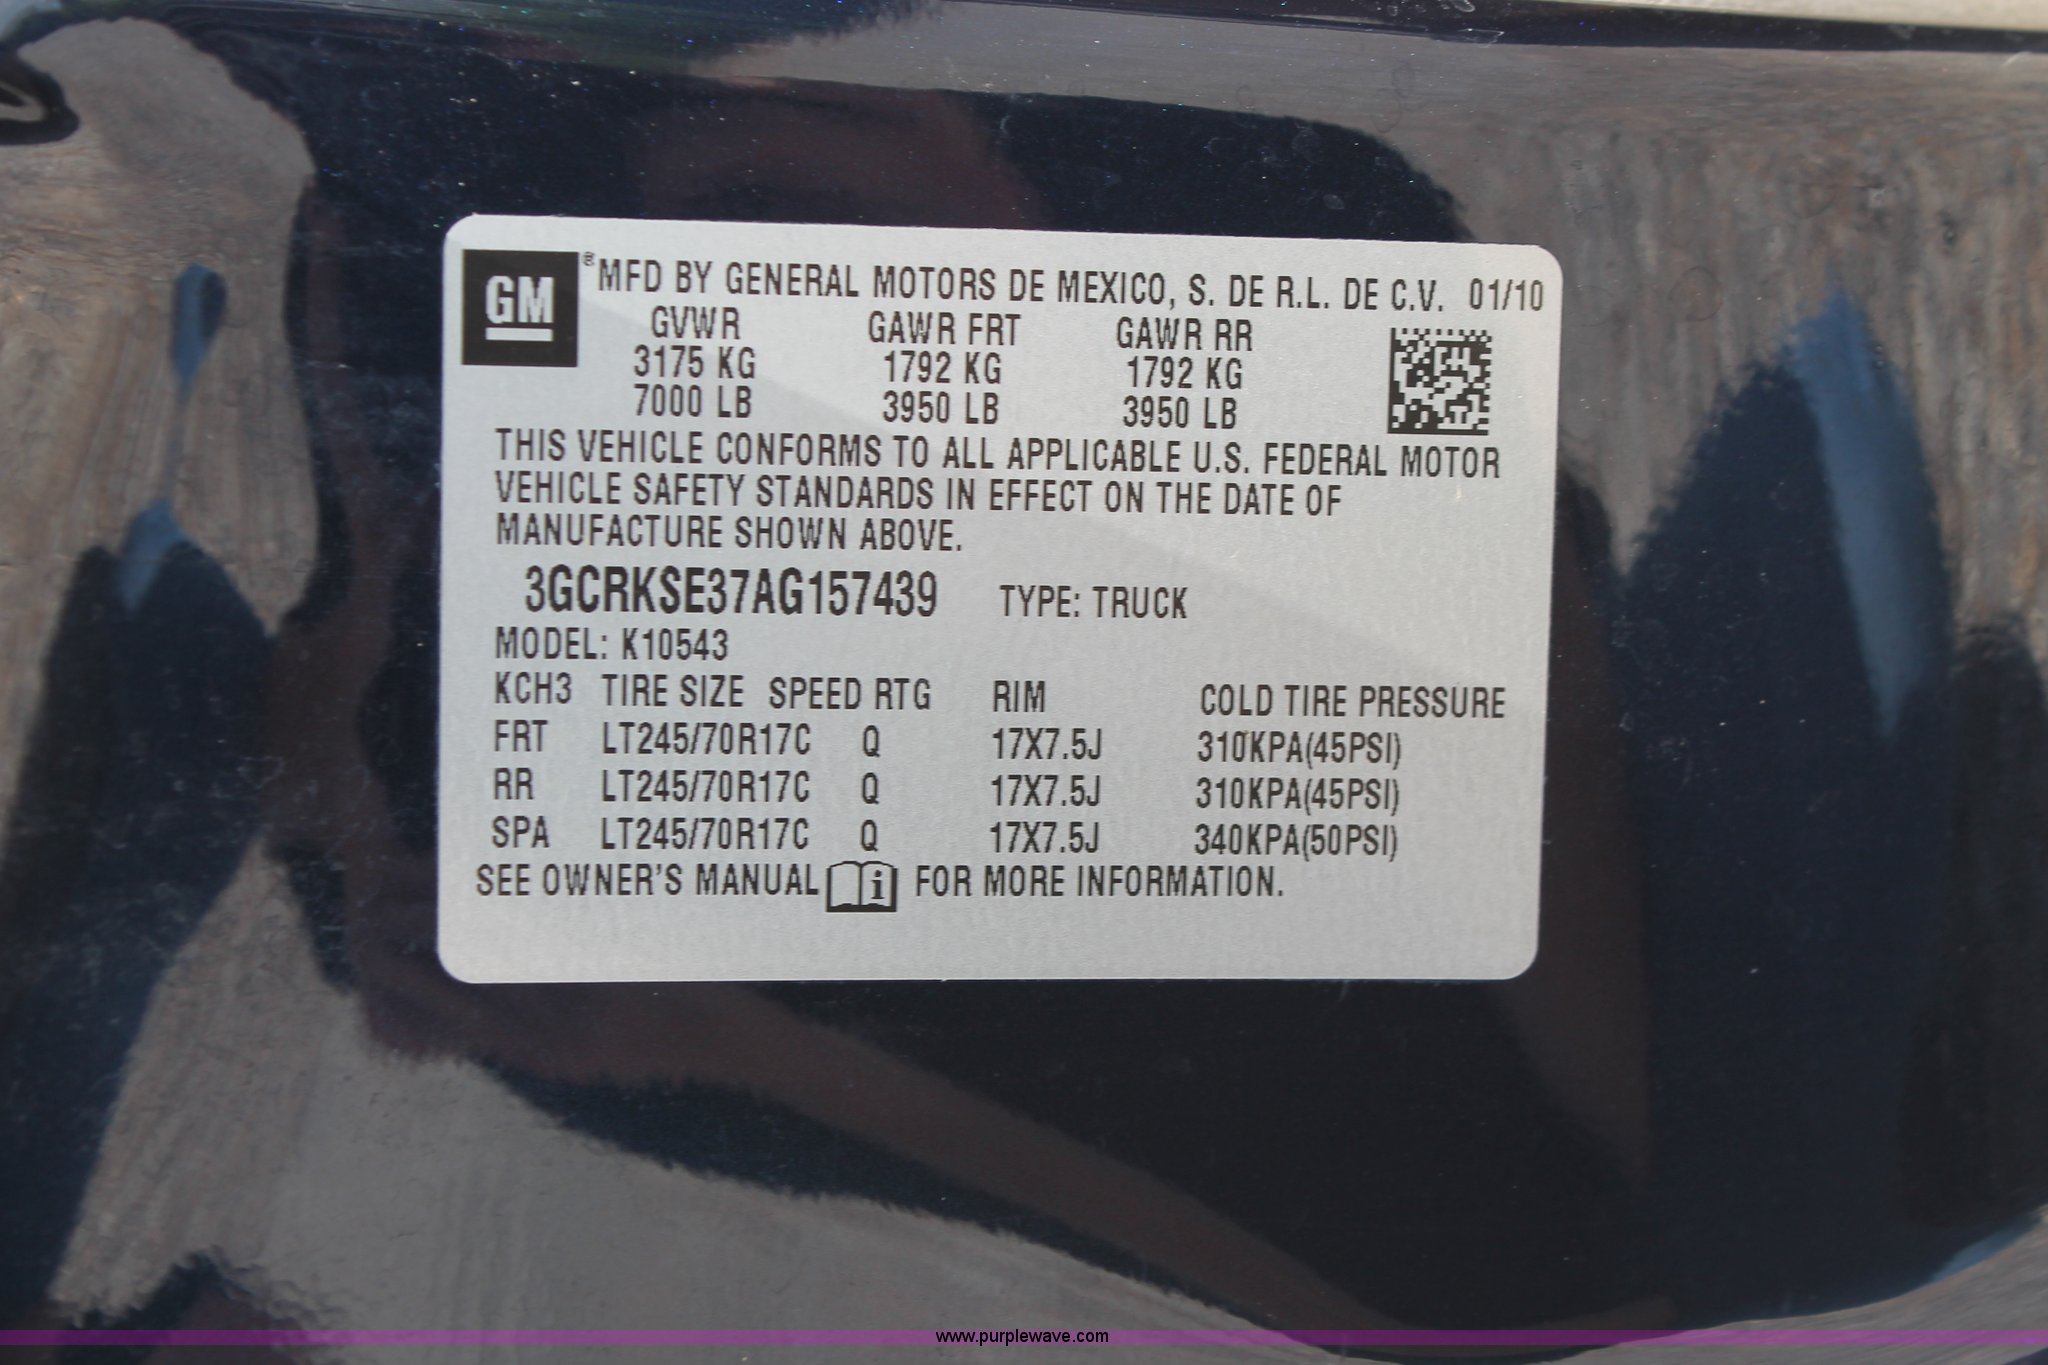 GM ® MFD BY GENERAL MOTORS DE MEXICO, S. DE R.L. DE C.V. 01/10
GVWR GAWR FRT GAWR RR
3175 KG 1792 KG 1792 KG
7000 LB 3950 LB 3950 LB
THIS VEHICLE CONFORMS TO ALL APPLICABLE U.S. FEDERAL MOTOR
VEHICLE SAFETY STANDARDS IN EFFECT ON THE DATE OF
MANUFACTURE SHOWN ABOVE.
3GCRKSE37AG157439 TYPE: TRUCK
MODEL: K10543
KCH3 TIRE SIZE SPEED RTG RIM COLD TIRE PRESSURE
FRT LT245/70R17C Q 17X7.5J 310KPA(45PSI)
RR LT245/70R17C Q 17X7.5J 310KPA(45PSI)
SPA LT245/70R17C Q 17X7.5J 340KPA(50PSI)
SEE OWNER'S MANUAL i FOR MORE INFORMATION.
www.purplewave.com